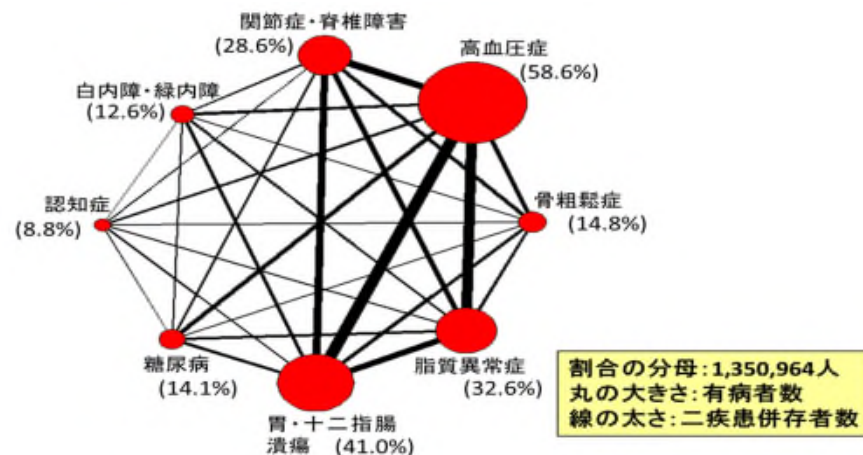 関節症・脊椎障害
(28.6%)
高血圧症
(58.6%)
白内障・緑内障
(12.6%)
認知症
(8.8%)
骨粗鬆症
(14.8%)
糖尿病
(14.1%)
胃・十二指腸
潰瘍 (41.0%)
脂質異常症
(32.6%)
割合の分母：1,350,964人
丸の大きさ：有病者数
線の太さ：二疾患併存者数